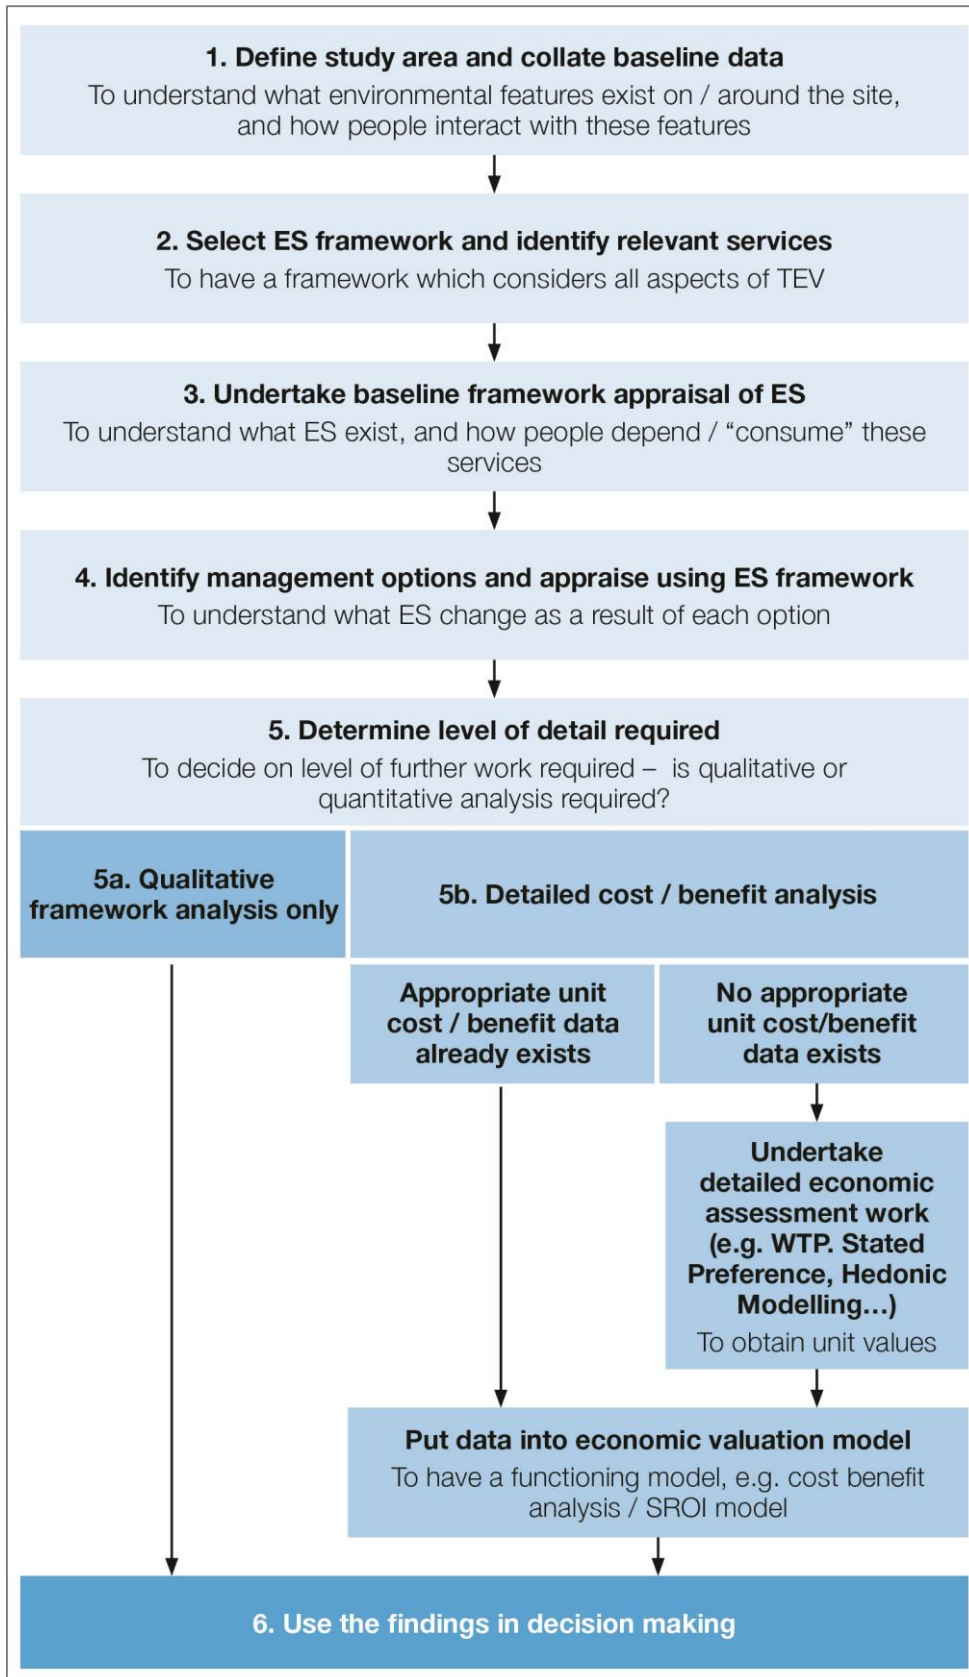 1. Define study area and collate baseline data
To understand what environmental features exist on / around the site,
and how people interact with these features
2. Select ES framework and identify relevant services
To have a framework which considers all aspects of TEV
3. Undertake baseline framework appraisal of ES
To understand what ES exist, and how people depend / “consume” these
services
4. Identify management options and appraise using ES framework
To understand what ES change as a result of each option
5. Determine level of detail required
To decide on level of further work required – is qualitative or
quantitative analysis required?
5a. Qualitative
framework analysis only
5b. Detailed cost / benefit analysis
Appropriate unit
cost / benefit data
already exists
No appropriate
unit cost/benefit
data exists
Undertake
detailed economic
assessment work
(e.g. WTP. Stated
Preference, Hedonic
Modelling...)
To obtain unit values
Put data into economic valuation model
To have a functioning model, e.g. cost benefit
analysis / SROI model
6. Use the findings in decision making